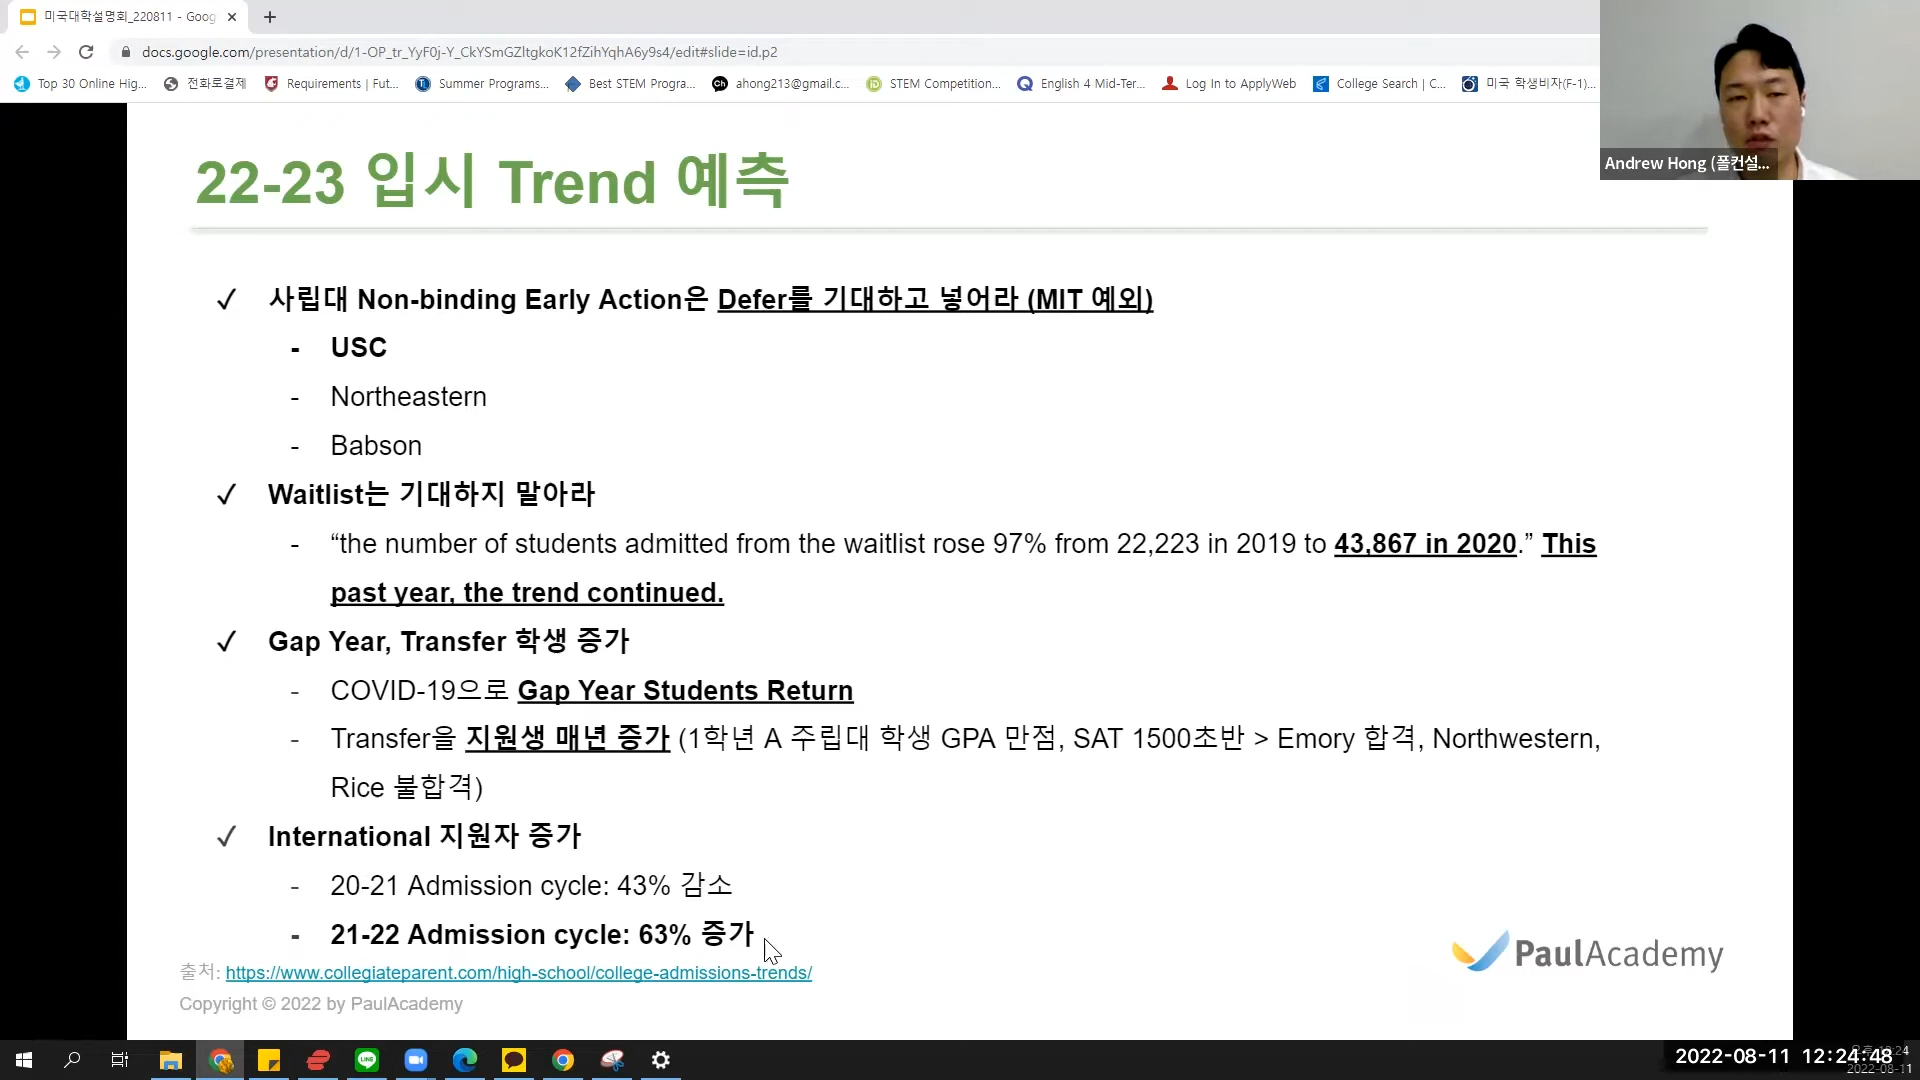 미국대학설명회_220811 - Goog
docs.google.com/presentation/d/1-OP_tr_YyF0j-Y_CkYSmGZltgkoK12fZihYqhA6y9s4/edit#slide=id.p2
Top 30 Online Hig... 전화로결제 Requirements | Fut... Summer Programs... Best STEM Progra... ahong213@gmail.c... STEM Competition... English 4 Mid-Ter... Log In to ApplyWeb College Search | C... 미국 학생비자(F-1)...
Andrew Hong (폴컨설...
22-23 입시 Trend 예측
✓ 사립대 Non-binding Early Action은 Defer를 기대하고 넣어라 (MIT 예외)
- USC
- Northeastern
- Babson
✓ Waitlist는 기대하지 말아라
- “the number of students admitted from the waitlist rose 97% from 22,223 in 2019 to 43,867 in 2020.” This
past year, the trend continued.
✓ Gap Year, Transfer 학생 증가
- COVID-19으로 Gap Year Students Return
- Transfer을 지원생 매년 증가 (1학년 A 주립대 학생 GPA 만점, SAT 1500초반 > Emory 합격, Northwestern,
Rice 불합격)
✓ International 지원자 증가
- 20-21 Admission cycle: 43% 감소
- 21-22 Admission cycle: 63% 증가
PaulAcademy
출처: https://www.collegiateparent.com/high-school/college-admissions-trends/
Copyright © 2022 by PaulAcademy
2022-08-11 12:24:48
2022-08-11